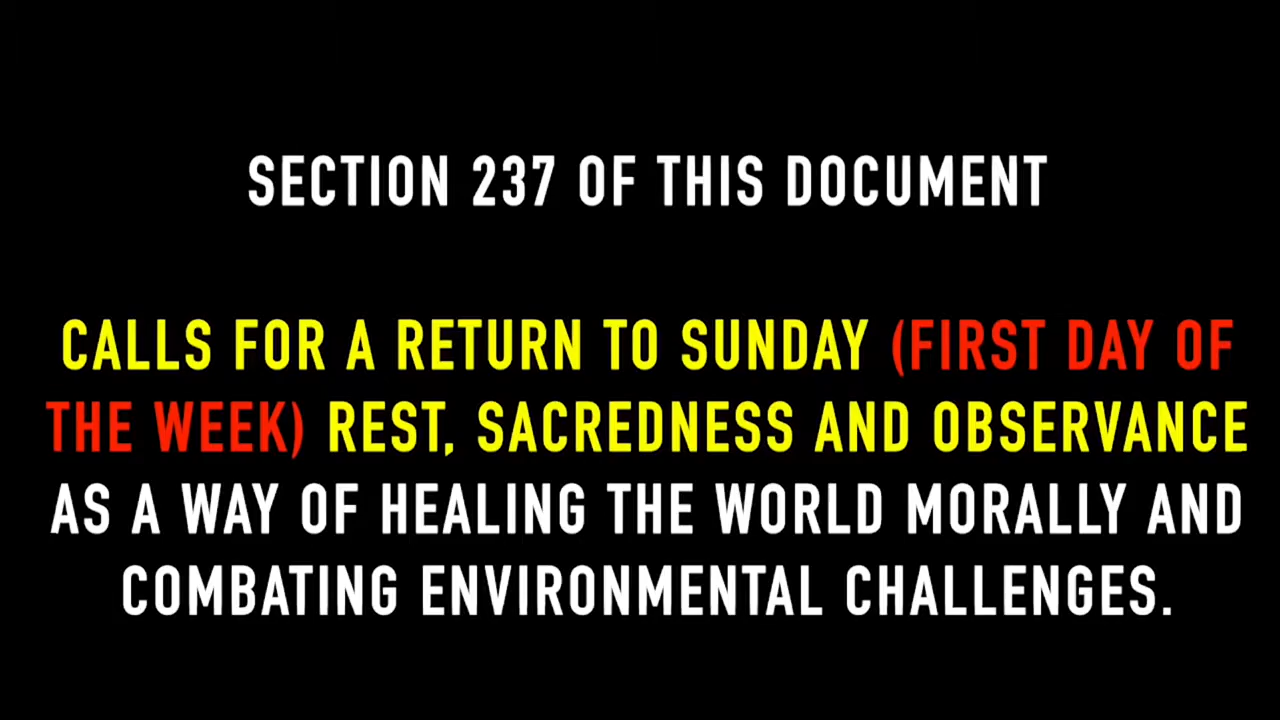 SECTION 237 OF THIS DOCUMENT
CALLS FOR A RETURN TO SUNDAY (FIRST DAY OF
THE WEEK) REST, SACREDNESS AND OBSERVANCE
AS A WAY OF HEALING THE WORLD MORALLY AND
COMBATING ENVIRONMENTAL CHALLENGES.